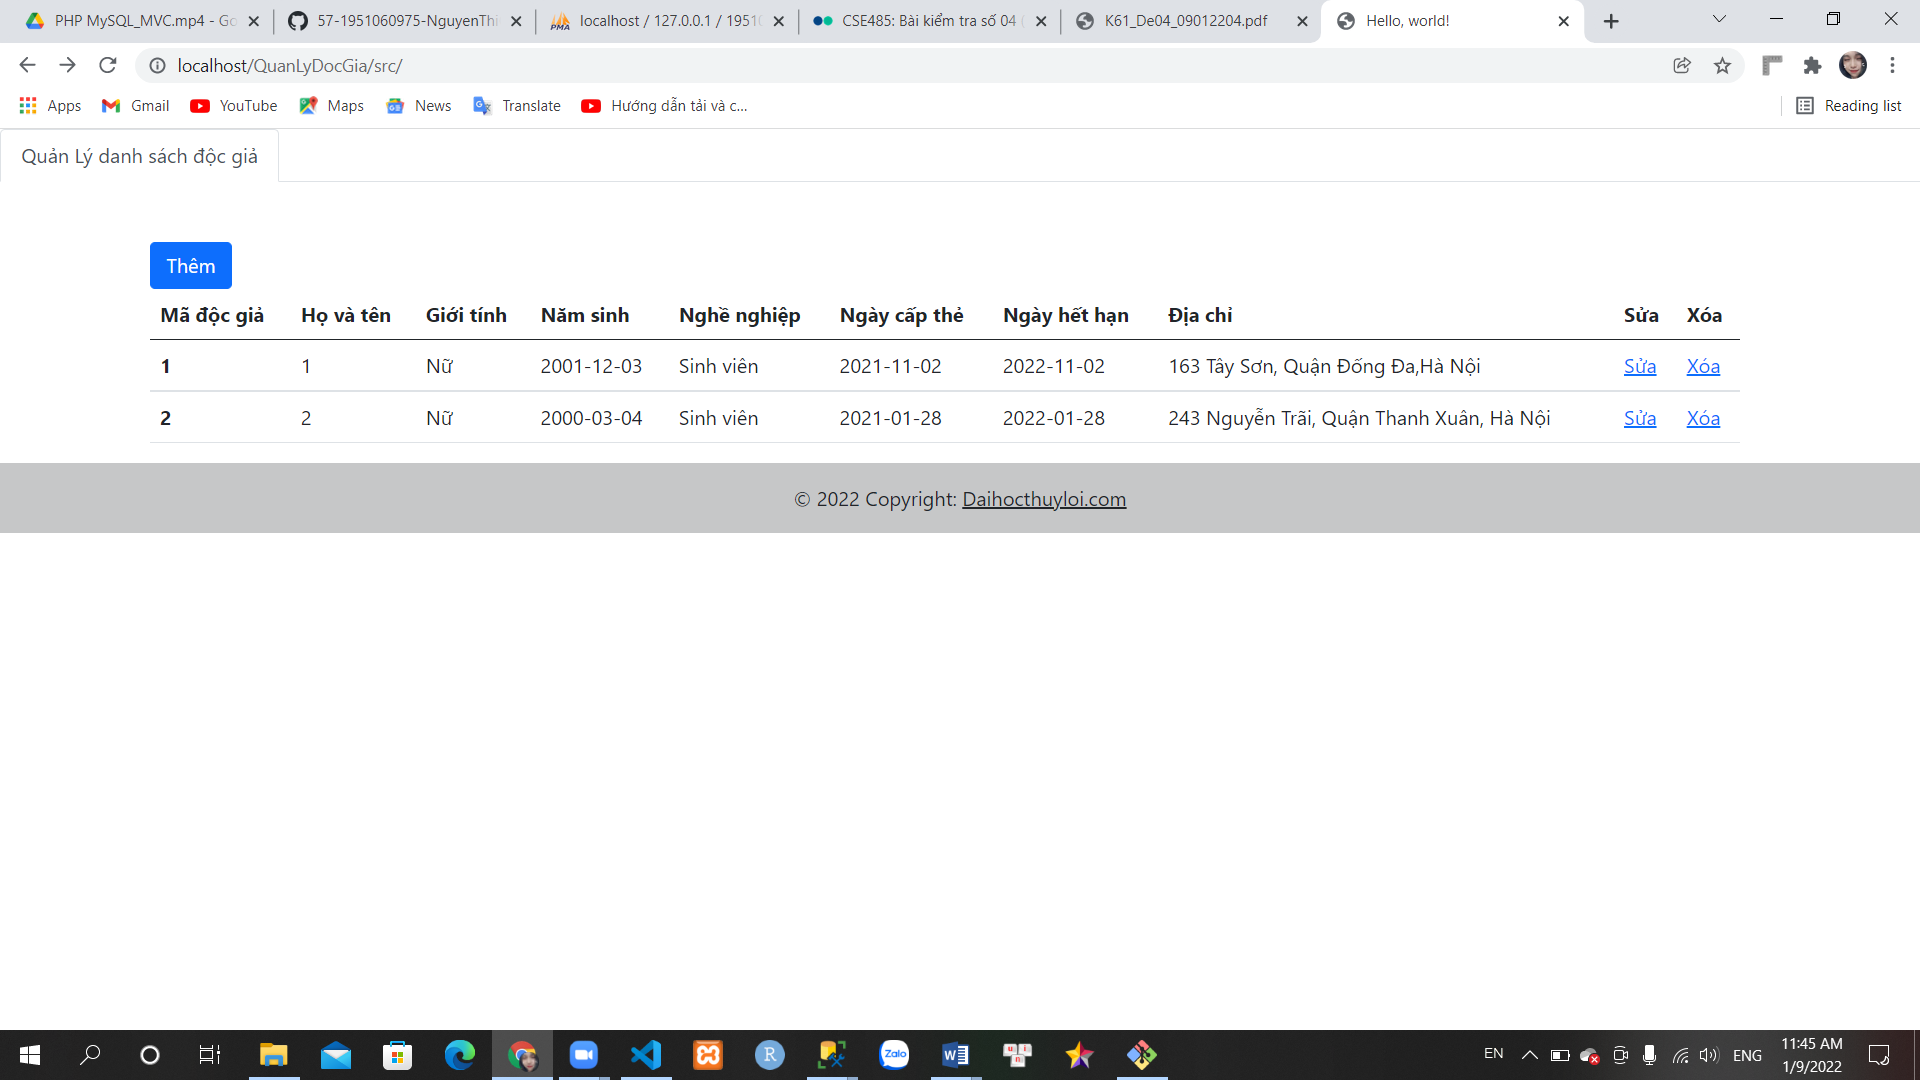 PHP MySQL_MVC.mp4 - Go
57-1951060975-NguyenThi
localhost / 127.0.0.1 / 1951
CSE485: Bài kiểm tra số 04 (
K61_De04_09012204.pdf
Hello, world!
localhost/QuanLyDocGia/src/
Apps
Gmail
YouTube
Maps
News
Translate
Hướng dẫn tải và c...
Reading list
Quản Lý danh sách độc giả
Thêm
Mã độc giả Họ và tên Giới tính Năm sinh Nghề nghiệp Ngày cấp thẻ Ngày hết hạn Địa chỉ Sửa Xóa
1 1 Nữ 2001-12-03 Sinh viên 2021-11-02 2022-11-02 163 Tây Sơn, Quận Đống Đa,Hà Nội Sửa Xóa
2 2 Nữ 2000-03-04 Sinh viên 2021-01-28 2022-01-28 243 Nguyễn Trãi, Quận Thanh Xuân, Hà Nội Sửa Xóa
© 2022 Copyright: Daihocthuyloi.com
EN
ENG
11:45 AM
1/9/2022